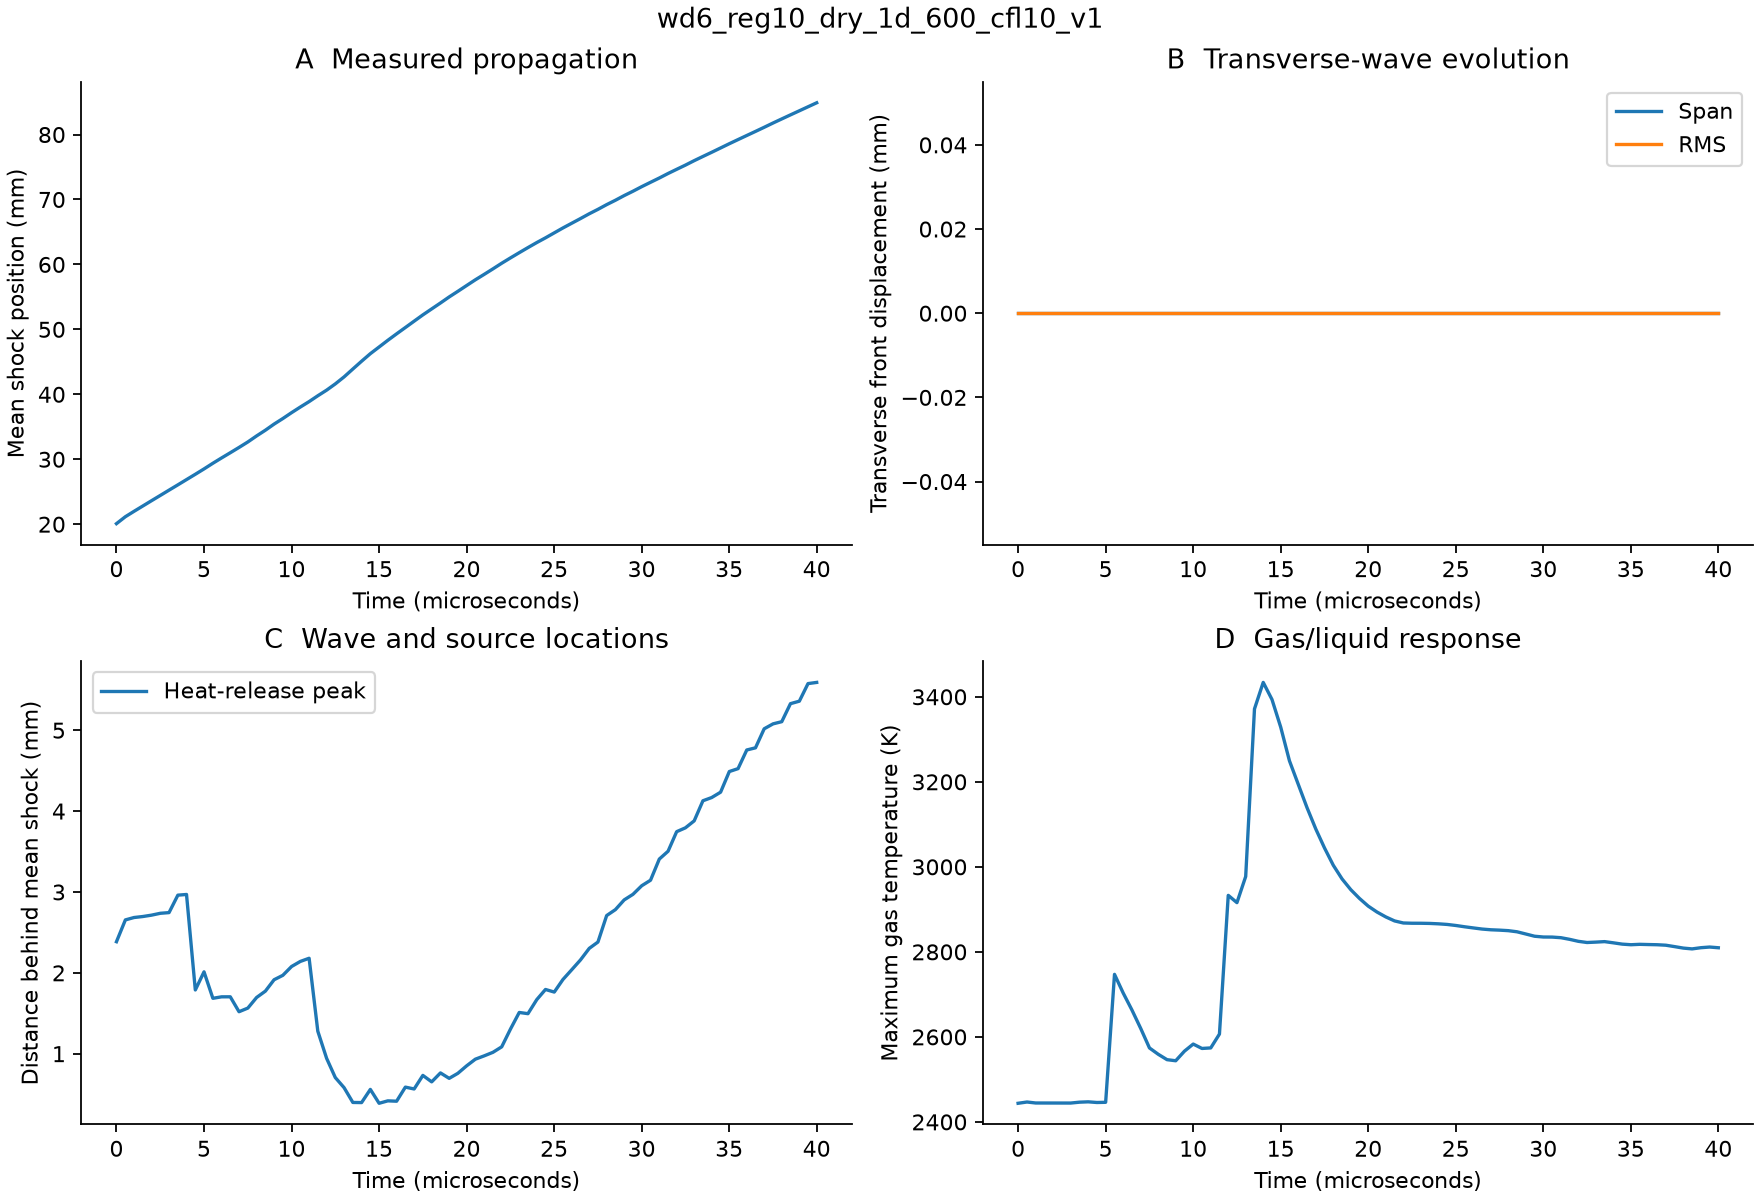 wd6_reg10_dry_1d_600_cfl10_v1
A  Measured propagation
Mean shock position (mm)
80
70
60
50
40
30
20
0 5 10 15 20 25 30 35 40
Time (microseconds)
B  Transverse-wave evolution
Transverse front displacement (mm)
Span
RMS
0.04
0.02
0.00
−0.02
−0.04
0 5 10 15 20 25 30 35 40
Time (microseconds)
C  Wave and source locations
Distance behind mean shock (mm)
Heat-release peak
5
4
3
2
1
0 5 10 15 20 25 30 35 40
Time (microseconds)
D  Gas/liquid response
Maximum gas temperature (K)
3400
3200
3000
2800
2600
2400
0 5 10 15 20 25 30 35 40
Time (microseconds)